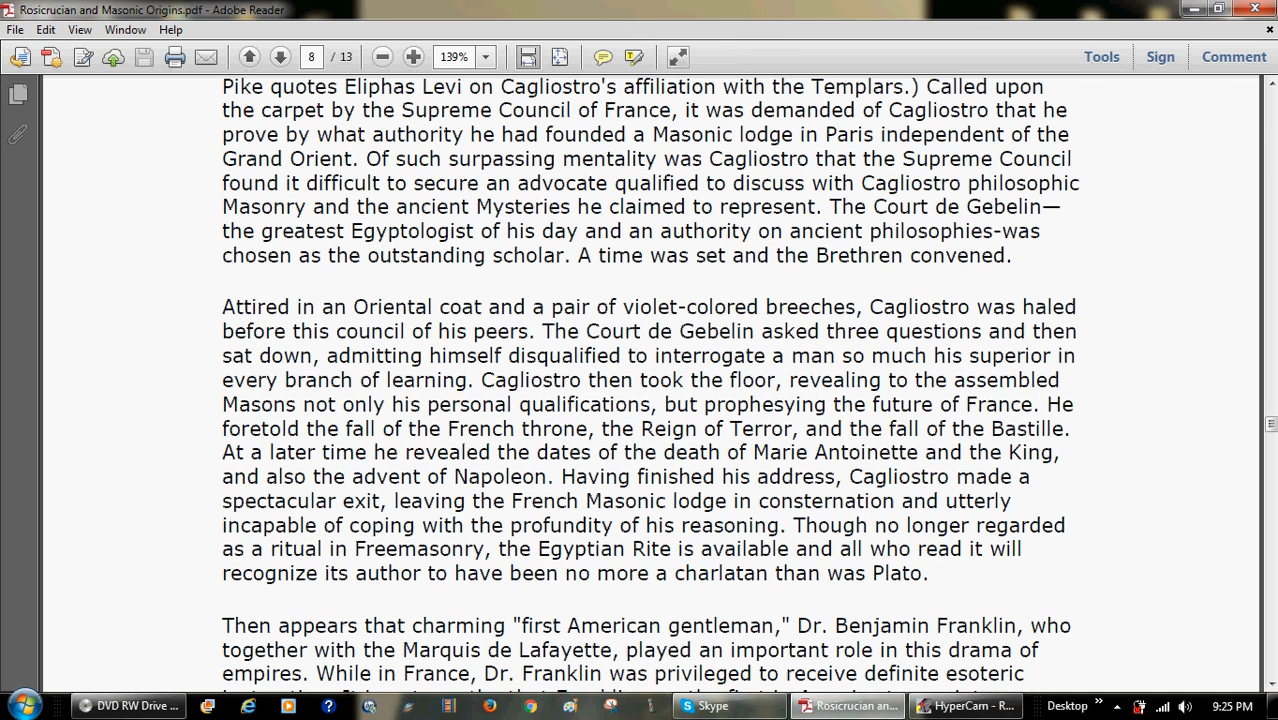 Rosicrucian and Masonic Origins.pdf - Adobe Reader
File Edit View Window Help
8 / 13 139% Tools Sign Comment
Pike quotes Eliphas Levi on Cagliostro's affiliation with the Templars.) Called upon
the carpet by the Supreme Council of France, it was demanded of Cagliostro that he
prove by what authority he had founded a Masonic lodge in Paris independent of the
Grand Orient. Of such surpassing mentality was Cagliostro that the Supreme Council
found it difficult to secure an advocate qualified to discuss with Cagliostro philosophic
Masonry and the ancient Mysteries he claimed to represent. The Court de Gebelin—
the greatest Egyptologist of his day and an authority on ancient philosophies-was
chosen as the outstanding scholar. A time was set and the Brethren convened.
Attired in an Oriental coat and a pair of violet-colored breeches, Cagliostro was haled
before this council of his peers. The Court de Gebelin asked three questions and then
sat down, admitting himself disqualified to interrogate a man so much his superior in
every branch of learning. Cagliostro then took the floor, revealing to the assembled
Masons not only his personal qualifications, but prophesying the future of France. He
foretold the fall of the French throne, the Reign of Terror, and the fall of the Bastille.
At a later time he revealed the dates of the death of Marie Antoinette and the King,
and also the advent of Napoleon. Having finished his address, Cagliostro made a
spectacular exit, leaving the French Masonic lodge in consternation and utterly
incapable of coping with the profundity of his reasoning. Though no longer regarded
as a ritual in Freemasonry, the Egyptian Rite is available and all who read it will
recognize its author to have been no more a charlatan than was Plato.
Then appears that charming "first American gentleman," Dr. Benjamin Franklin, who
together with the Marquis de Lafayette, played an important role in this drama of
empires. While in France, Dr. Franklin was privileged to receive definite esoteric
DVD RW Drive ... Skype Rosicrucian an... HyperCam - R... Desktop 9:25 PM